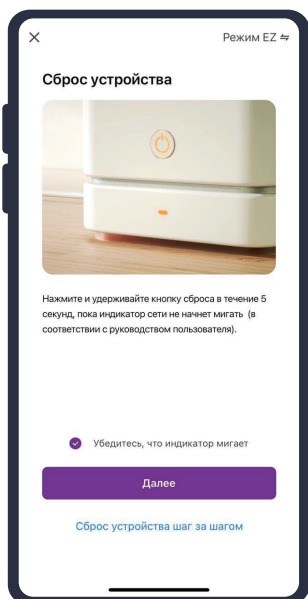 Режим EZ ⇋
Сброс устройства
Нажмите и удерживайте кнопку сброса в течение 5
секунд, пока индикатор сети не начнет мигать (в
соответствии с руководством пользователя).
Убедитесь, что индикатор мигает
Далее
Сброс устройства шаг за шагом